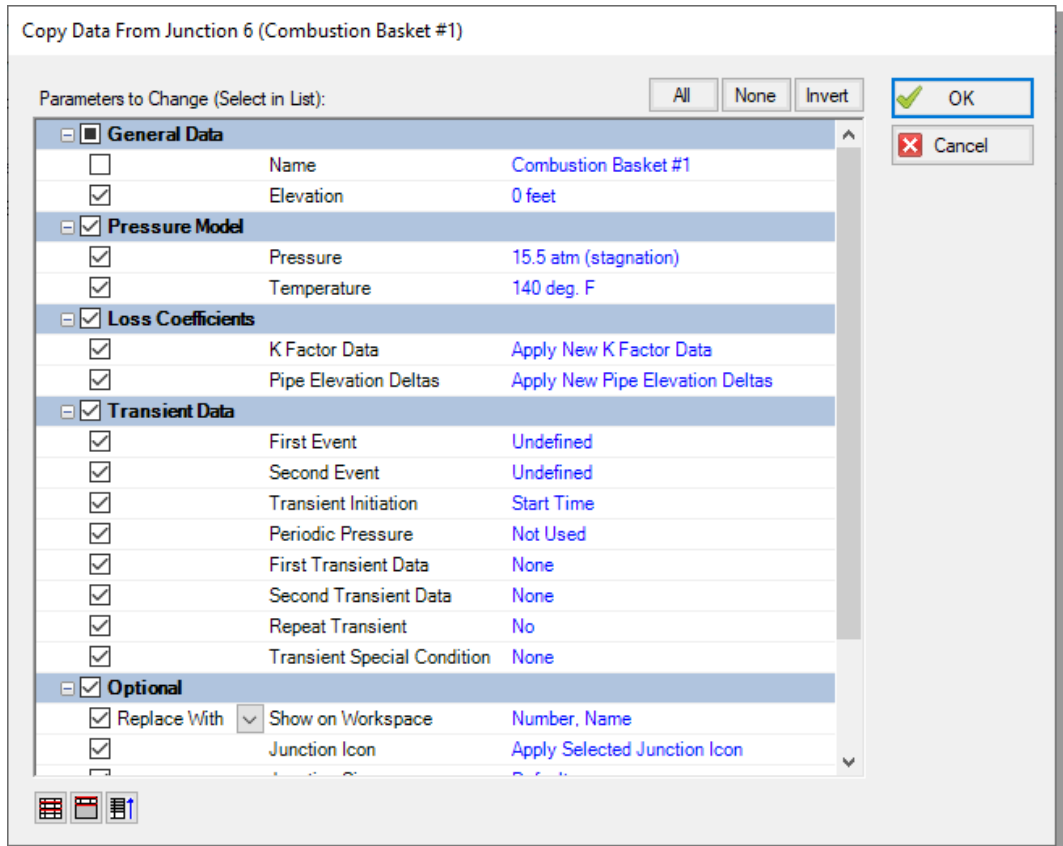 Copy Data From Junction 6 (Combustion Basket #1)
Parameters to Change (Select in List): All None Invert OK
Cancel
General Data
Name Combustion Basket #1
Elevation 0 feet
Pressure Model
Pressure 15.5 atm (stagnation)
Temperature 140 deg. F
Loss Coefficients
K Factor Data Apply New K Factor Data
Pipe Elevation Deltas Apply New Pipe Elevation Deltas
Transient Data
First Event Undefined
Second Event Undefined
Transient Initiation Start Time
Periodic Pressure Not Used
First Transient Data None
Second Transient Data None
Repeat Transient No
Transient Special Condition None
Optional
Replace With Show on Workspace Number, Name
Junction Icon Apply Selected Junction Icon